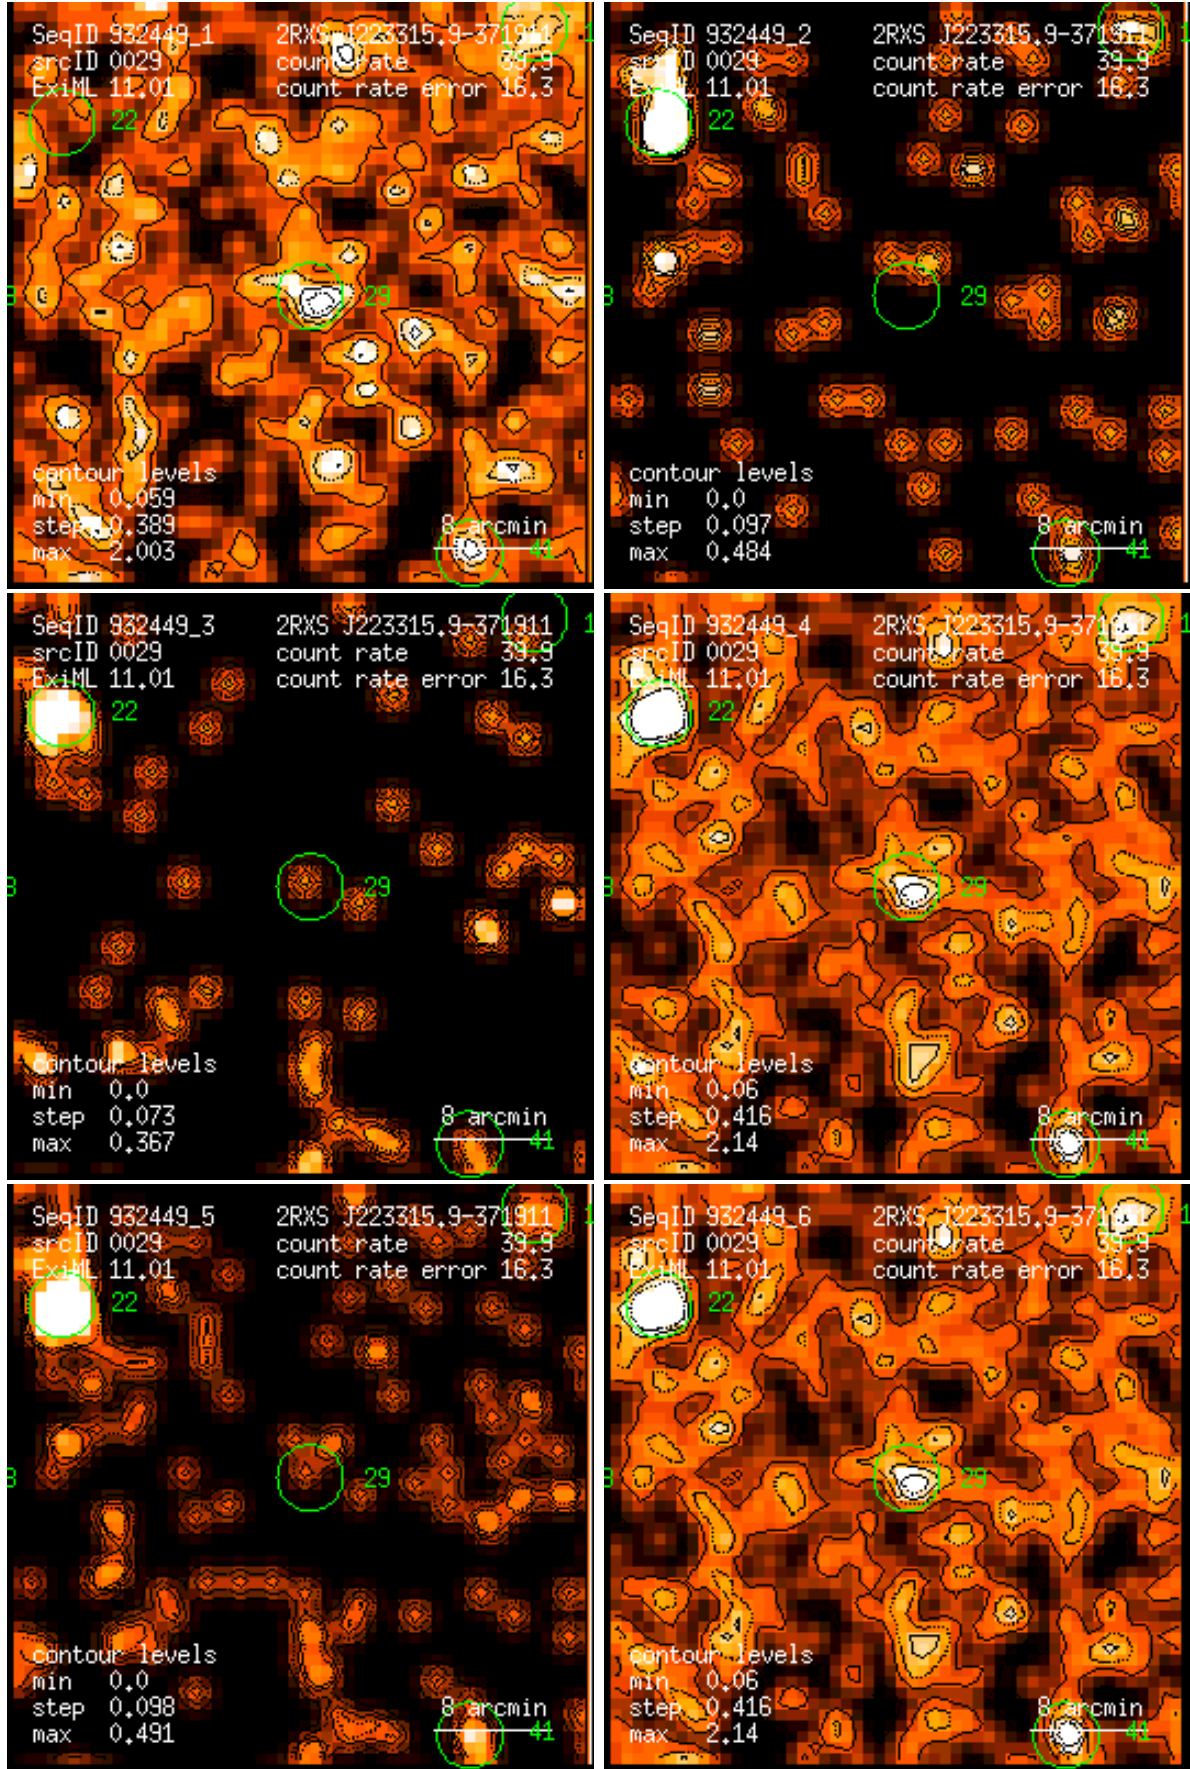 SeqID 932449_1 2RXS J223315.9-371911
srcID 0029 count rate 39.9
ExiML 11.01 count rate error 16.3
1
22
3
29
contour levels
min 0.059
step 0.389
max 2.003
8 arcmin
41
SeqID 932449_2 2RXS J223315.9-371911
srcID 0029 count rate 39.9
ExiML 11.01 count rate error 16.3
22
3
29
contour levels
min 0.0
step 0.097
max 0.484
8 arcmin
41
SeqID 932449_3 2RXS J223315.9-371911
srcID 0029 count rate 39.9
ExiML 11.01 count rate error 16.3
1
22
3
29
contour levels
min 0.0
step 0.073
max 0.367
8 arcmin
41
SeqID 932449_4 2RXS J223315.9-371911
srcID 0029 count rate 39.9
ExiML 11.01 count rate error 16.3
22
3
29
contour levels
min 0.06
step 0.416
max 2.14
8 arcmin
41
SeqID 932449_5 2RXS J223315.9-371911
srcID 0029 count rate 39.9
ExiML 11.01 count rate error 16.3
1
22
3
29
contour levels
min 0.0
step 0.098
max 0.491
8 arcmin
41
SeqID 932449_6 2RXS J223315.9-371911
srcID 0029 count rate 39.9
ExiML 11.01 count rate error 16.3
22
3
29
contour levels
min 0.06
step 0.416
max 2.14
8 arcmin
41